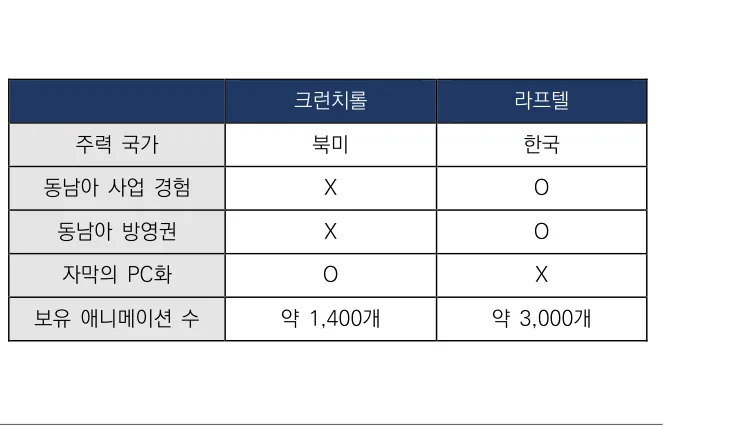 크런치롤 라프텔
주력 국가 북미 한국
동남아 사업 경험 X O
동남아 방영권 X O
자막의 PC화 O X
보유 애니메이션 수 약 1,400개 약 3,000개